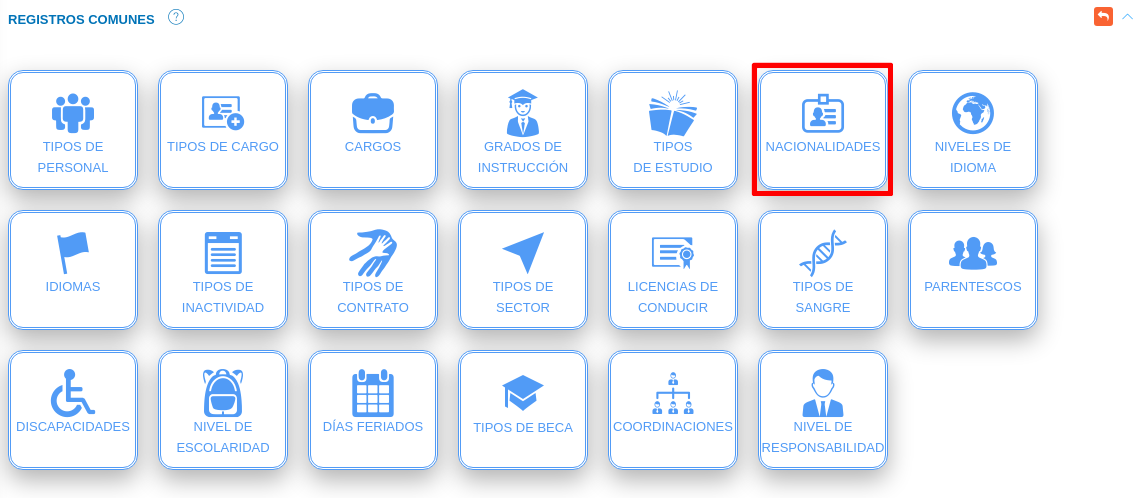 REGISTROS COMUNES
TIPOS DE
PERSONAL
TIPOS DE CARGO
CARGOS
GRADOS DE
INSTRUCCIÓN
TIPOS
DE ESTUDIO
NACIONALIDADES
NIVELES DE
IDIOMA
IDIOMAS
TIPOS DE
INACTIVIDAD
TIPOS DE
CONTRATO
TIPOS DE
SECTOR
LICENCIAS DE
CONDUCIR
TIPOS DE
SANGRE
PARENTESCOS
DISCAPACIDADES
NIVEL DE
ESCOLARIDAD
DÍAS FERIADOS
TIPOS DE BECA
COORDINACIONES
NIVEL DE
RESPONSABILIDAD